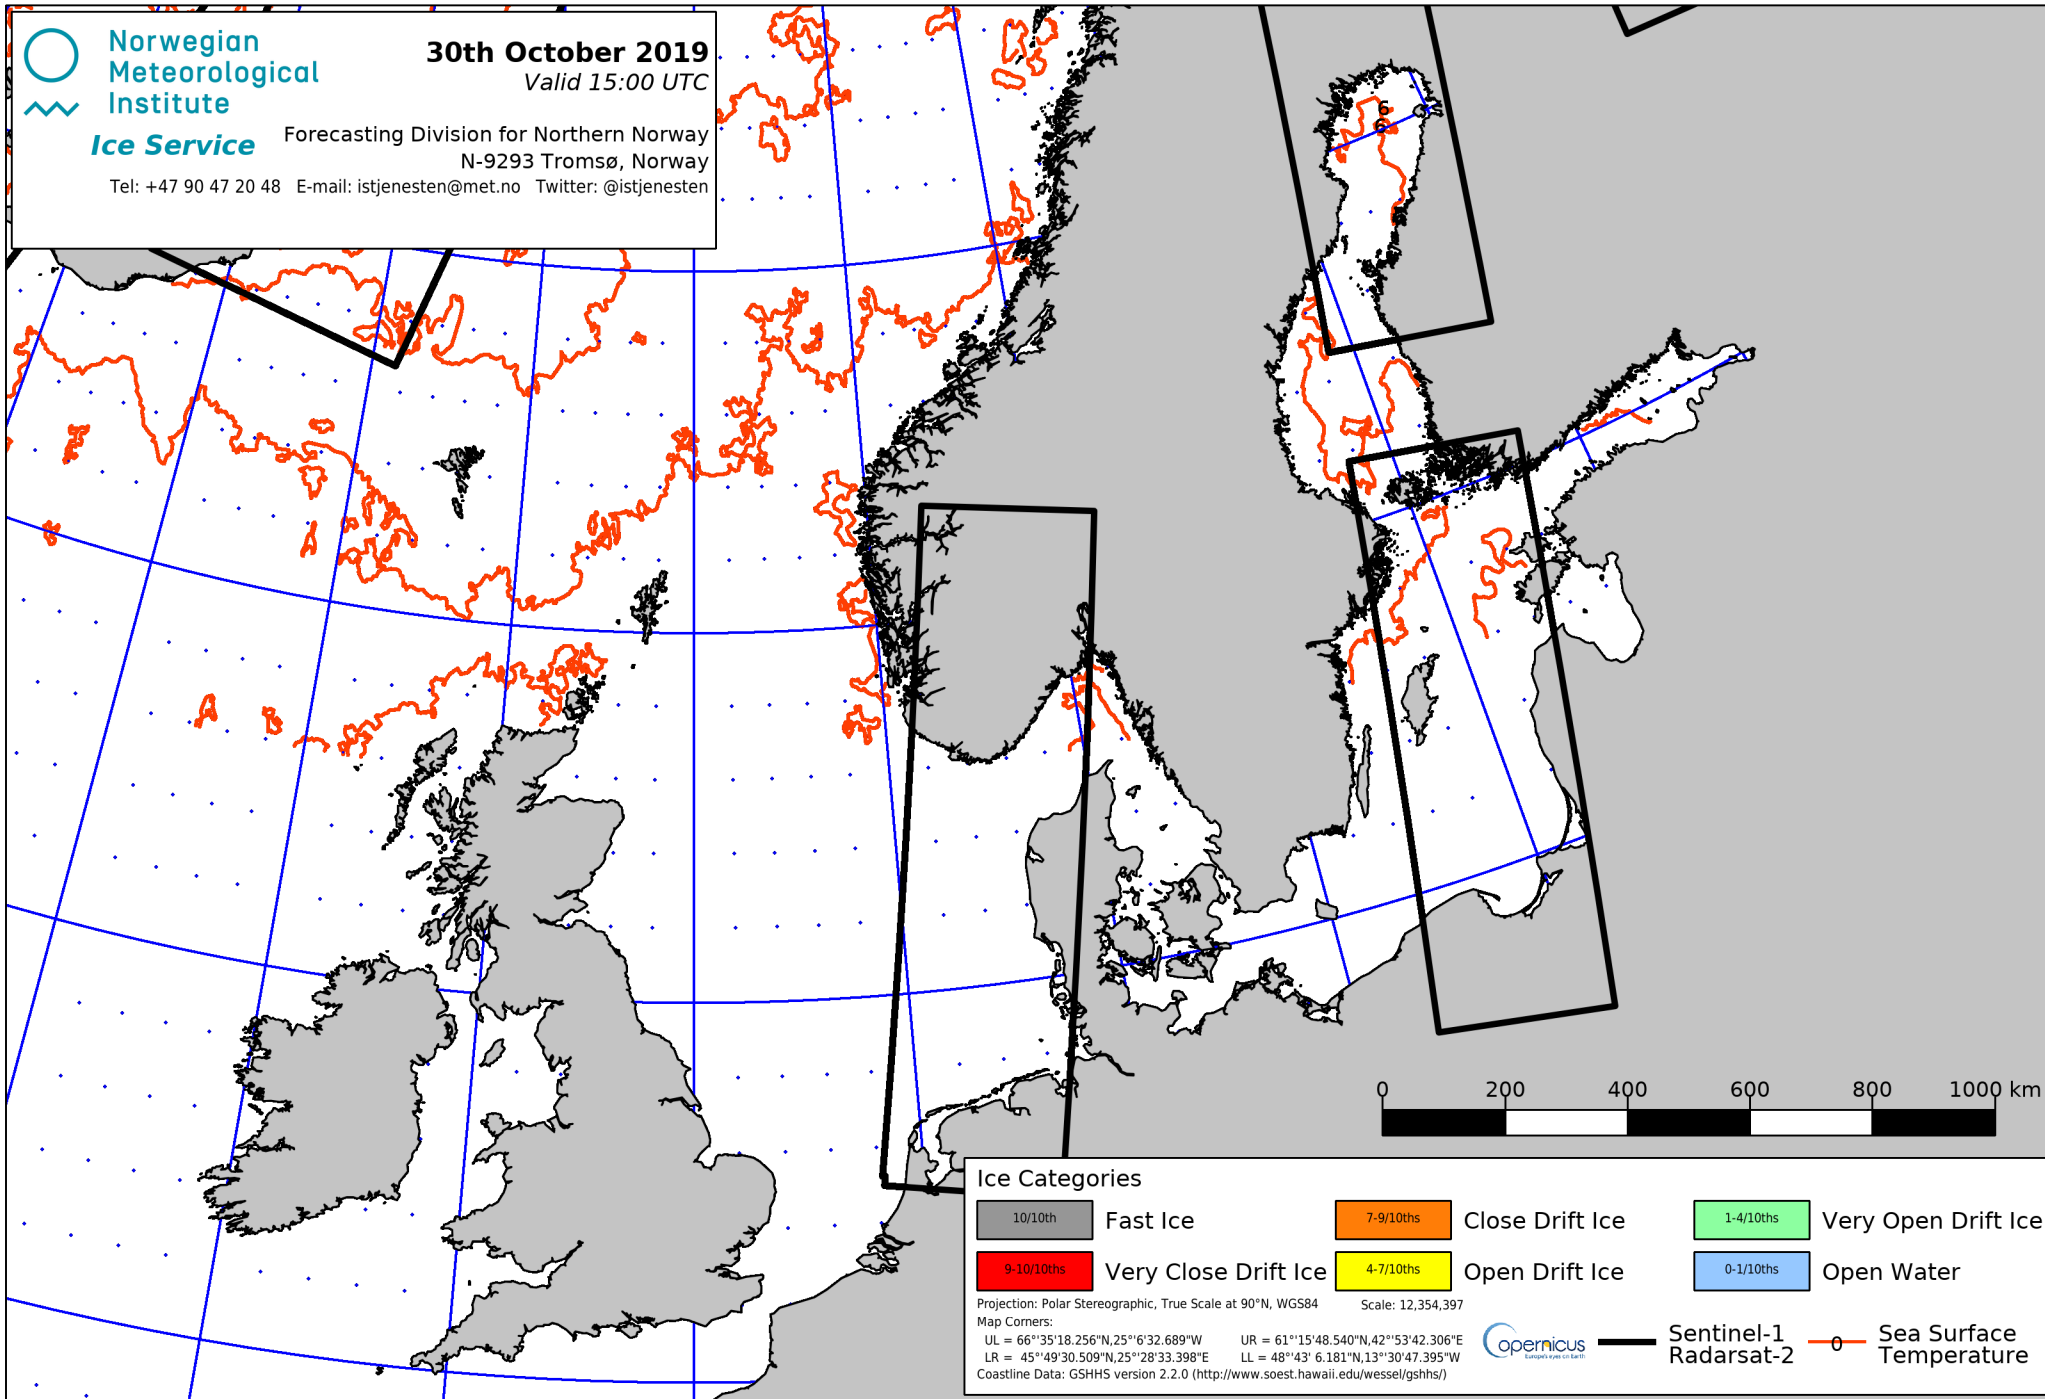 Norwegian
Meteorological
Institute
Ice Service
30th October 2019
Valid 15:00 UTC
Forecasting Division for Northern Norway
N-9293 Tromsø, Norway
Tel: +47 90 47 20 48 E-mail: istjenesten@met.no Twitter: @istjenesten
6
6
0 200 400 600 800 1000 km
Ice Categories
10/10th Fast Ice
7-9/10ths Close Drift Ice
1-4/10ths Very Open Drift Ice
9-10/10ths Very Close Drift Ice
4-7/10ths Open Drift Ice
0-1/10ths Open Water
Projection: Polar Stereographic, True Scale at 90°N, WGS84 Scale: 12,354,397
Map Corners:
UL = 66°'35'18.256"N,25°'6'32.689"W UR = 61°'15'48.540"N,42°'53'42.306"E
LR = 45°'49'30.509"N,25°'28'33.398"E LL = 48°'43' 6.181"N,13°'30'47.395"W
Coastline Data: GSHHS version 2.2.0 (http://www.soest.hawaii.edu/wessel/gshhs/)
Copernicus
Europe's eyes on Earth
Sentinel-1
Radarsat-2
0
Sea Surface
Temperature